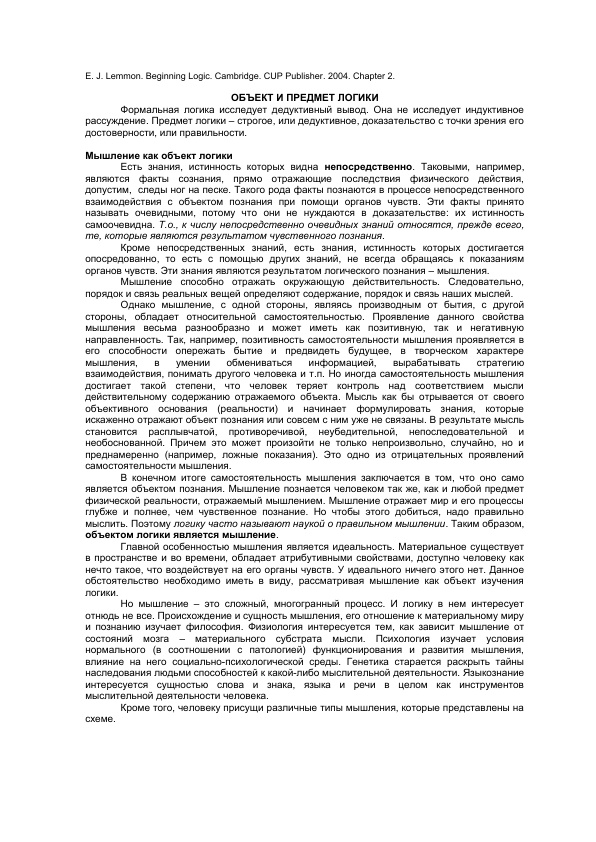 E. J. Lemmon. Beginning Logic. Cambridge. CUP Publisher. 2004. Chapter 2.
ОБЪЕКТ И ПРЕДМЕТ ЛОГИКИ
Формальная логика исследует дедуктивный вывод. Она не исследует индуктивное
рассуждение. Предмет логики – строгое, или дедуктивное, доказательство с точки зрения его
достоверности, или правильности.
Мышление как объект логики
Есть знания, истинность которых видна непосредственно. Таковыми, например,
являются факты сознания, прямо отражающие последствия физического действия,
допустим, следы ног на песке. Такого рода факты познаются в процессе непосредственного
взаимодействия с объектом познания при помощи органов чувств. Эти факты принято
называть очевидными, потому что они не нуждаются в доказательстве: их истинность
самоочевидна. Т.о., к числу непосредственно очевидных знаний относятся, прежде всего,
те, которые являются результатом чувственного познания.
Кроме непосредственных знаний, есть знания, истинность которых достигается
опосредовано, то есть с помощью других знаний, не всегда обращаясь к показаниям
органов чувств. Эти знания являются результатом логического познания – мышления.
Мышление способно отражать окружающую действительность. Следовательно,
порядок и связь реальных вещей определяют содержание, порядок и связь наших мыслей.
Однако мышление, с одной стороны, являясь производным от бытия, с другой
стороны, обладает относительной самостоятельностью. Проявление данного свойства
мышления весьма разнообразно и может иметь как позитивную, так и негативную
направленность. Так, например, позитивность самостоятельности мышления проявляется в
его способности опережать бытие и предвидеть будущее, в творческом характере
мышления, в умении обмениваться информацией, вырабатывать стратегию
взаимодействия, понимать другого человека и т.п. Но иногда самостоятельность мышления
достигает такой степени, что человек теряет контроль над соответствием мысли
действительному содержанию отражаемого объекта. Мысль как бы отрывается от своего
объективного основания (реальности) и начинает формулировать знания, которые
искаженно отражают объект познания или совсем с ним уже не связаны. В результате мысль
становится расплывчатой, противоречивой, неубедительной, непоследовательной и
необоснованной. Причем это может произойти не только непроизвольно, случайно, но и
преднамеренно (например, ложные показания). Это одно из отрицательных проявлений
самостоятельности мышления.
В конечном итоге самостоятельность мышления заключается в том, что оно само
является объектом познания. Мышление познается человеком так же, как и любой предмет
физической реальности, отражаемый мышлением. Мышление отражает мир и его процессы
глубже и полнее, чем чувственное познание. Но чтобы этого добиться, надо правильно
мыслить. Поэтому логику часто называют наукой о правильном мышлении. Таким образом,
объектом логики является мышление.
Главной особенностью мышления является идеальность. Материальное существует
в пространстве и во времени, обладает атрибутивными свойствами, доступно человеку как
нечто такое, что воздействует на его органы чувств. У идеального ничего этого нет. Данное
обстоятельство необходимо иметь в виду, рассматривая мышление как объект изучения
логики.
Но мышление – это сложный, многогранный процесс. И логику в нем интересует
отнюдь не все. Происхождение и сущность мышления, его отношение к материальному миру
и познанию изучает философия. Физиология интересуется тем, как зависит мышление от
состояний мозга – материального субстрата мысли. Психология изучает условия
нормального (в соотношении с патологией) функционирования и развития мышления,
влияние на него социально-психологической среды. Генетика старается раскрыть тайны
наследования людьми способностей к какой-либо мыслительной деятельности. Языкознание
интересуется сущностью слова и знака, языка и речи в целом как инструментов
мыслительной деятельности человека.
Кроме того, человеку присущи различные типы мышления, которые представлены на
схеме.